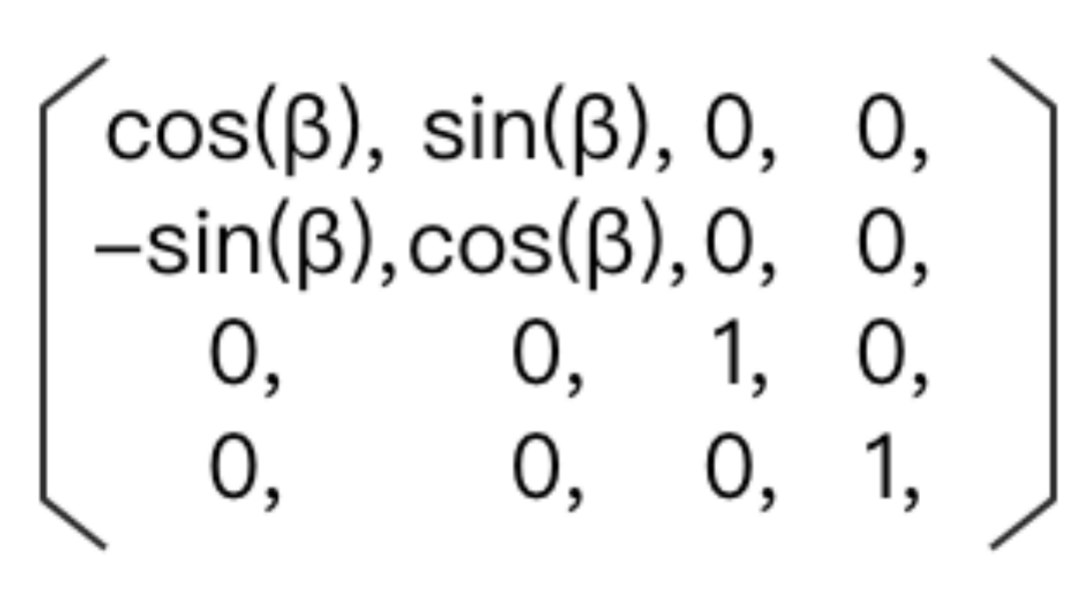 cos(β), sin(β), 0, 0,
–sin(β), cos(β), 0, 0,
0, 0, 1, 0,
0, 0, 0, 1,